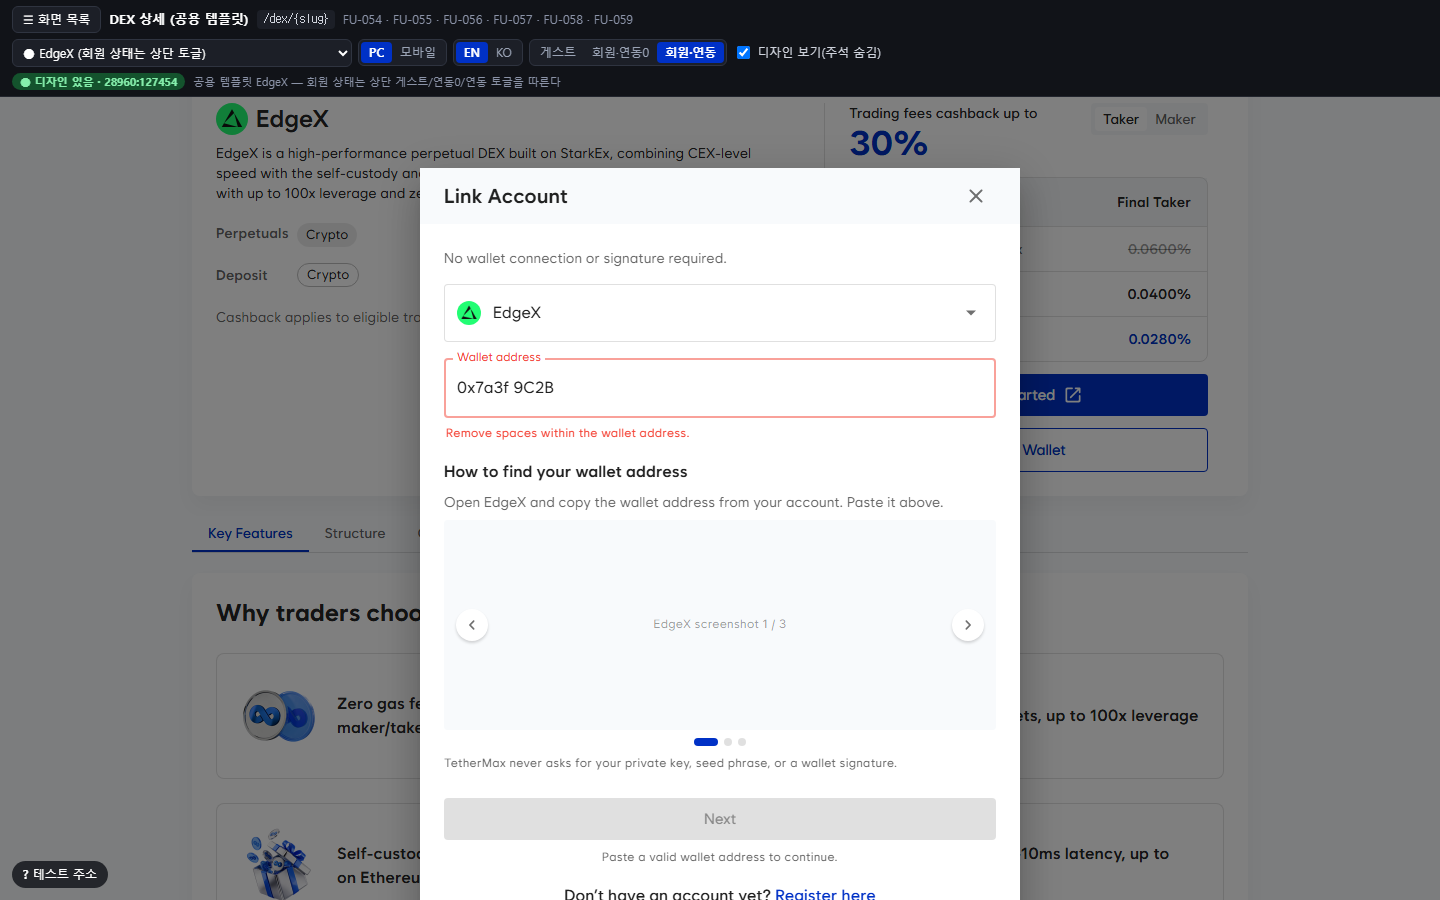 ☰ 화면 목록 DEX 상세 (공용 템플릿) /dex/{slug} FU-054 · FU-055 · FU-056 · FU-057 · FU-058 · FU-059
● EdgeX (회원 상태는 상단 토글) PC 모바일 EN KO 게스트 회원·연동0 회원·연동 디자인 보기(주석 숨김)
● 디자인 있음 · 28960:127454 공용 템플릿 EdgeX — 회원 상태는 상단 게스트/연동0/연동 토글을 따른다
EdgeX
EdgeX is a high-performance perpetual DEX built on StarkEx, combining CEX-level
speed with the self-custody
with up to 100x leverage and
Perpetuals Crypto
Deposit Crypto
Cashback applies to eligible
Trading fees cashback up to
30%
Taker Maker
Final Taker
0.0600%
0.0400%
0.0280%
Wallet
Link Account
No wallet connection or signature required.
EdgeX
Wallet address
0x7a3f 9C2B
Remove spaces within the wallet address.
How to find your wallet address
Open EdgeX and copy the wallet address from your account. Paste it above.
EdgeX screenshot 1 / 3
TetherMax never asks for your private key, seed phrase, or a wallet signature.
Next
Paste a valid wallet address to continue.
Don't have an account yet? Register here
Key Features Structure
Why traders
Zero gas
up to 100x leverage
on
10ms latency, up to
? 테스트 주소